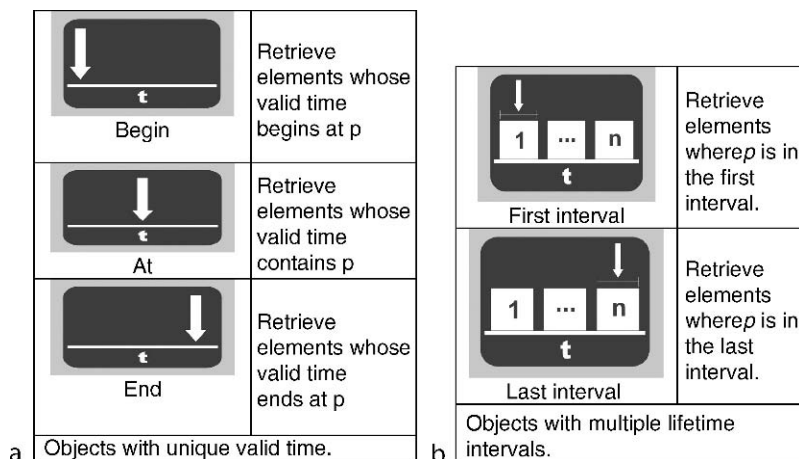 t
Begin
Retrieve
elements whose
valid time
begins at p
t
At
Retrieve
elements whose
valid time
contains p
t
End
Retrieve
elements whose
valid time
ends at p
a
Objects with unique valid time.
1 ... n
t
First interval
Retrieve
elements
wherep is in
the first
interval.
1 ... n
t
Last interval
Retrieve
elements
wherep is in
the last
interval.
b
Objects with multiple lifetime
intervals.